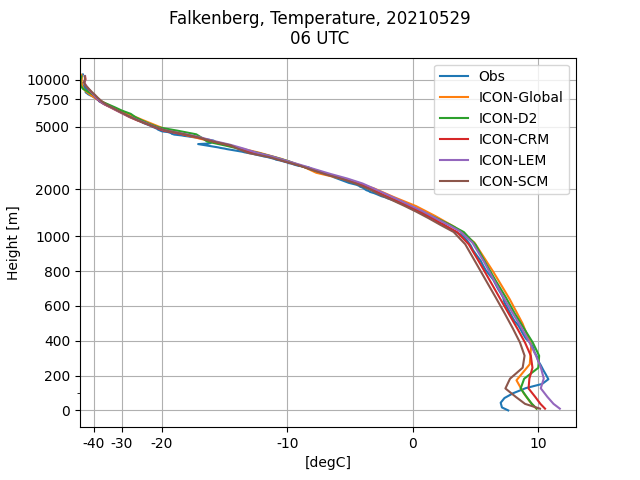 Falkenberg, Temperature, 20210529
06 UTC
Obs
ICON-Global
ICON-D2
ICON-CRM
ICON-LEM
ICON-SCM
Height [m]
10000
7500
5000
2000
1000
800
600
400
200
0
-40 -30 -20 -10 0 10
[degC]